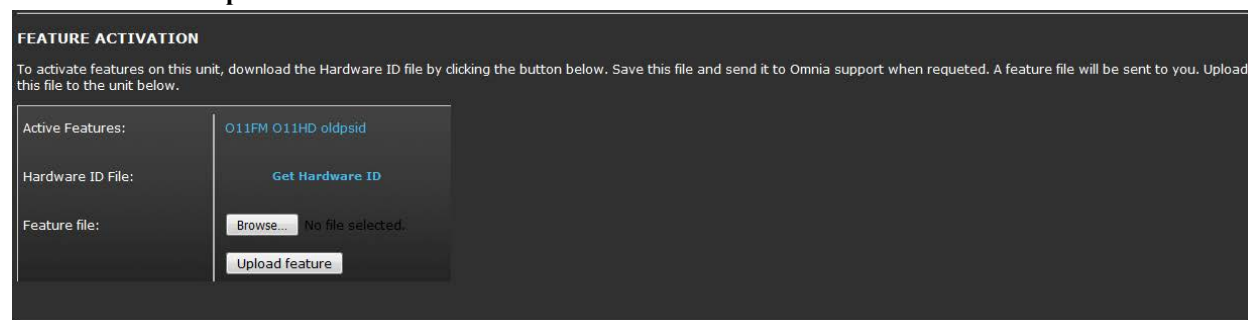 FEATURE ACTIVATION
To activate features on this unit, download the Hardware ID file by clicking the button below. Save this file and send it to Omnia support when requeted. A feature file will be sent to you. Upload
this file to the unit below.
Active Features: O11FM O11HD oldpsid
Hardware ID File: Get Hardware ID
Feature file: Browse... No file selected.
Upload feature